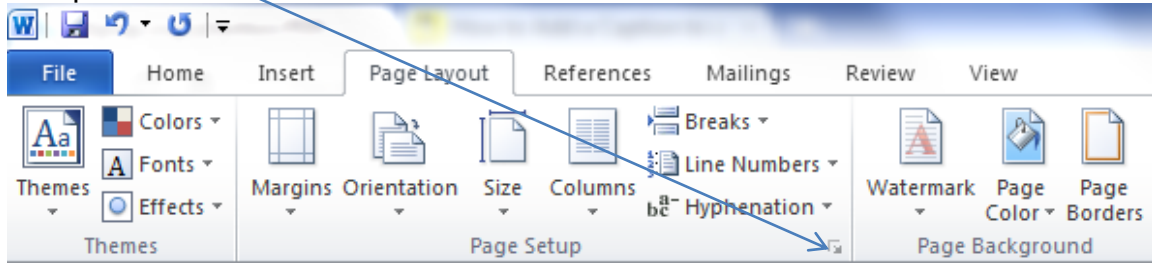 W
File Home Insert Page Layout References Mailings Review View
Aa Colors Breaks
A Fonts Line Numbers
Themes Effects Margins Orientation Size Columns Hyphenation Watermark Page Color Page Borders
Themes Page Setup Page Background